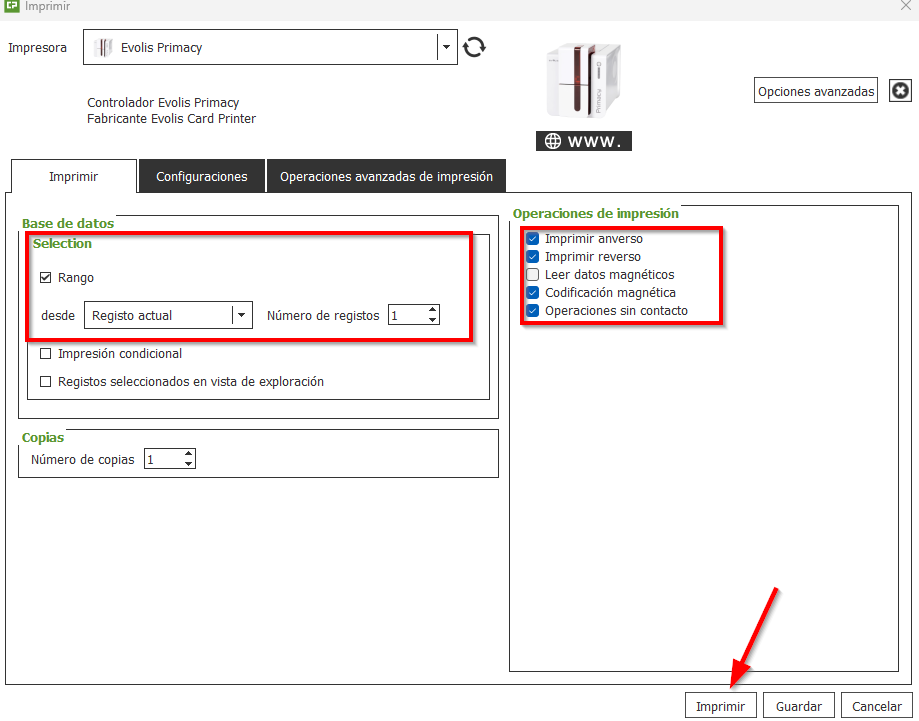 Imprimir
Impresora
Evolis Primacy
Controlador Evolis Primacy
Fabricante Evolis Card Printer
Primacy
WWW.
Opciones avanzadas
Imprimir
Configuraciones
Operaciones avanzadas de impresión
Base de datos
Selection
Rango
desde
Registo actual
Número de registos
1
Impresión condicional
Registos seleccionados en vista de exploración
Copias
Número de copias
1
Operaciones de impresión
Imprimir anverso
Imprimir reverso
Leer datos magnéticos
Codificación magnética
Operaciones sin contacto
Imprimir
Guardar
Cancelar